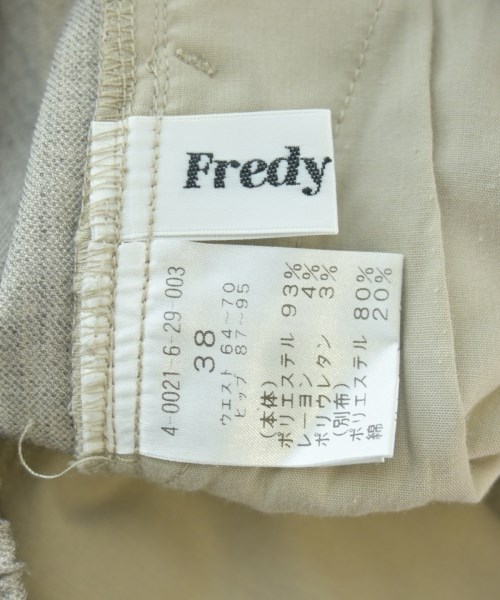 Fredy
4-0021-6-29-003
38
ウエスト 64~70
ヒップ 87~95
(本体)
ポリエステル 93%
レーヨン 4%
ポリウレタン 3%
(別布)
ポリエステル 80%
綿 20%